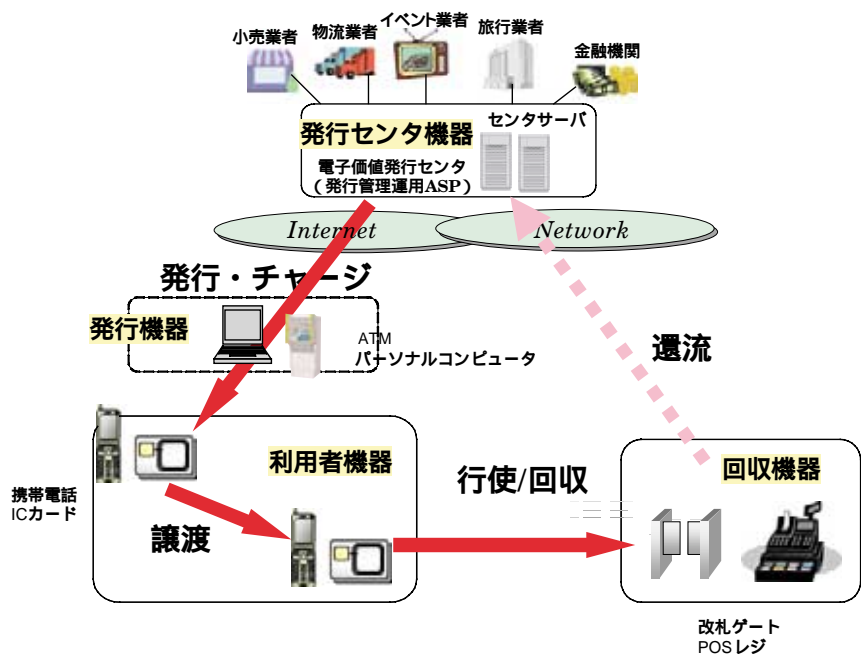 小売業者
物流業者
イベント業者
旅行業者
金融機関
発行センタ機器
センタサーバ
電子価値発行センタ
(発行管理運用ASP)
Internet
Network
発行・チャージ
発行機器
ATM
パーソナルコンピュータ
還流
利用者機器
携帯電話
ICカード
譲渡
行使/回収
回収機器
改札ゲート
POSレジ